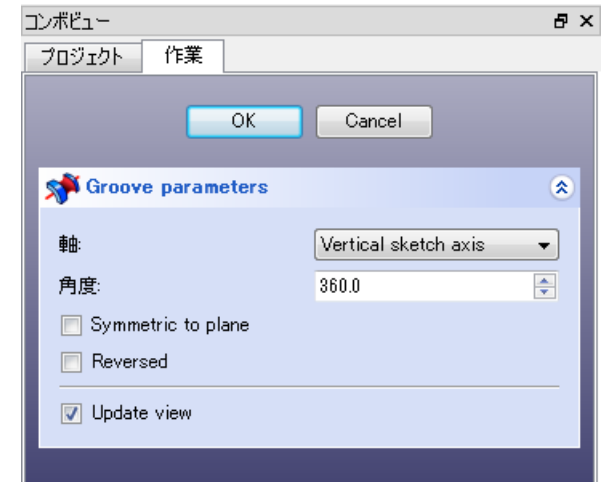 コンボビュー
プロジェクト 作業
OK Cancel
Groove parameters
軸: Vertical sketch axis
角度: 360.0
Symmetric to plane
Reversed
Update view